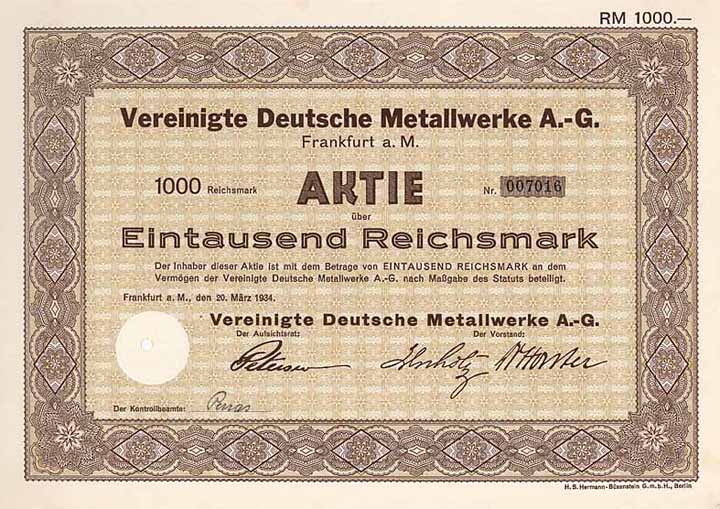 RM 1000.—
Vereinigte Deutsche Metallwerke A.-G.
Frankfurt a. M.
1000 Reichsmark AKTIE Nr. 007016
über
Eintausend Reichsmark
Der Inhaber dieser Aktie ist mit dem Betrage von EINTAUSEND REICHSMARK an dem
Vermögen der Vereinigte Deutsche Metallwerke A.-G. nach Maßgabe des Statuts beteiligt.
Frankfurt a. M., den 20. März 1934.
Vereinigte Deutsche Metallwerke A.-G.
Der Aufsichtsrat: Der Vorstand:
Petersen
Der Kontrollbeamte:
H. S. Hermann-Büxenstein G. m. b. H., Berlin